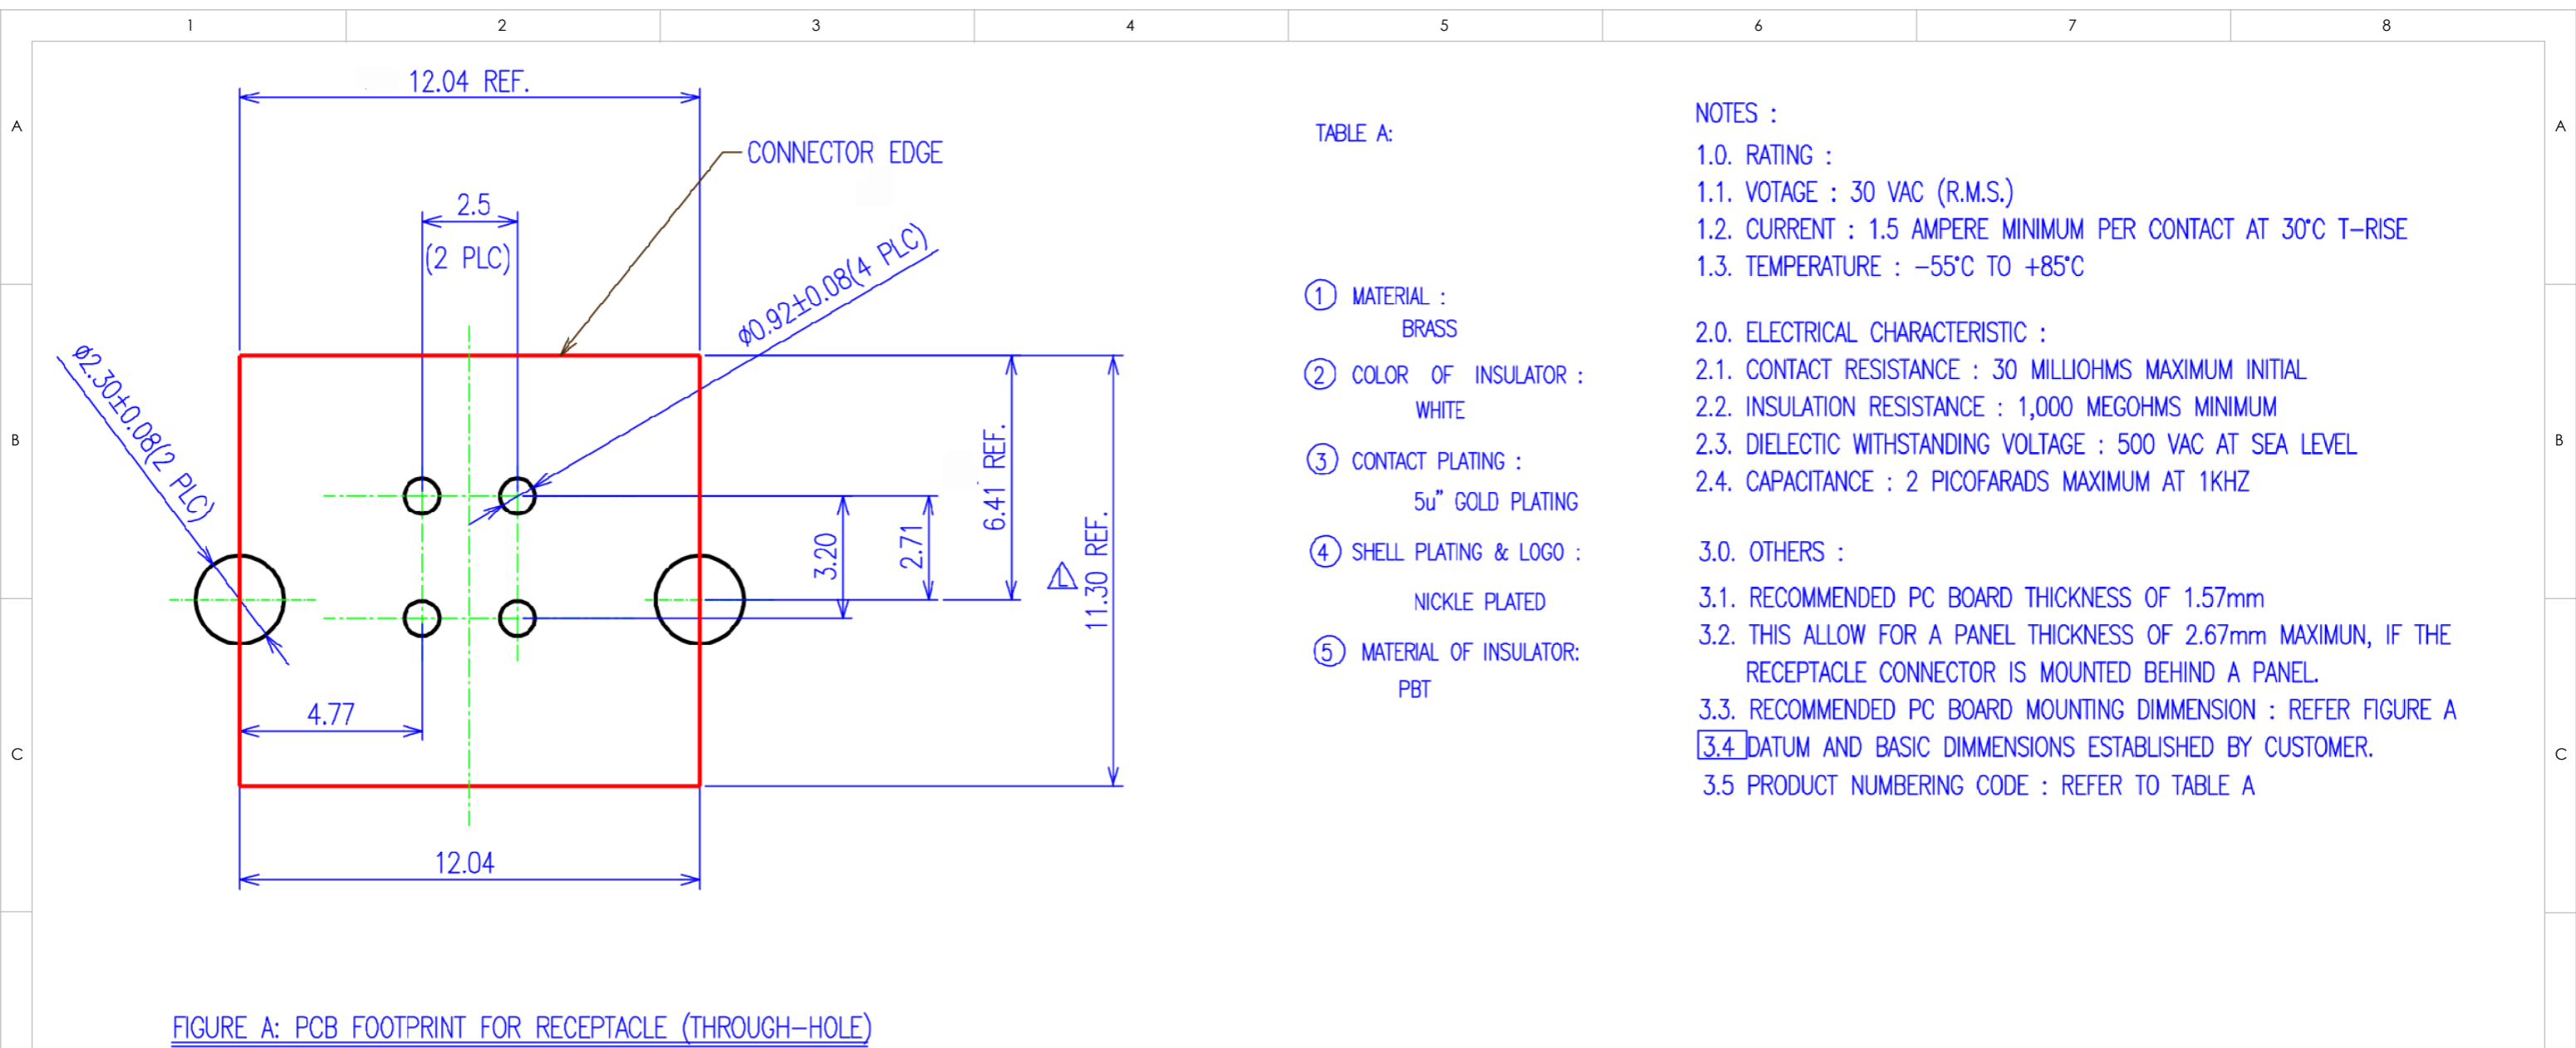 1 2 3 4 5 6 7 8
A A
12.04 REF.
CONNECTOR EDGE
2.5
(2 PLC)
ø0.92±0.08(4 PLC)
ø2.30±0.08(2 PLC)
B B
6.41 REF.
2.71
3.20
L
11.30 REF.
4.77
C C
12.04
FIGURE A: PCB FOOTPRINT FOR RECEPTACLE (THROUGH-HOLE)
TABLE A:
1 MATERIAL :
BRASS
2 COLOR OF INSULATOR :
WHITE
3 CONTACT PLATING :
5u" GOLD PLATING
4 SHELL PLATING & LOGO :
NICKLE PLATED
5 MATERIAL OF INSULATOR:
PBT
NOTES :
1.0. RATING :
1.1. VOTAGE : 30 VAC (R.M.S.)
1.2. CURRENT : 1.5 AMPERE MINIMUM PER CONTACT AT 30°C T-RISE
1.3. TEMPERATURE : -55°C TO +85°C
2.0. ELECTRICAL CHARACTERISTIC :
2.1. CONTACT RESISTANCE : 30 MILLIOHMS MAXIMUM INITIAL
2.2. INSULATION RESISTANCE : 1,000 MEGOHMS MINIMUM
2.3. DIELECTIC WITHSTANDING VOLTAGE : 500 VAC AT SEA LEVEL
2.4. CAPACITANCE : 2 PICOFARADS MAXIMUM AT 1KHZ
3.0. OTHERS :
3.1. RECOMMENDED PC BOARD THICKNESS OF 1.57mm
3.2. THIS ALLOW FOR A PANEL THICKNESS OF 2.67mm MAXIMUN, IF THE
RECEPTACLE CONNECTOR IS MOUNTED BEHIND A PANEL.
3.3. RECOMMENDED PC BOARD MOUNTING DIMMENSION : REFER FIGURE A
3.4 DATUM AND BASIC DIMMENSIONS ESTABLISHED BY CUSTOMER.
3.5 PRODUCT NUMBERING CODE : REFER TO TABLE A